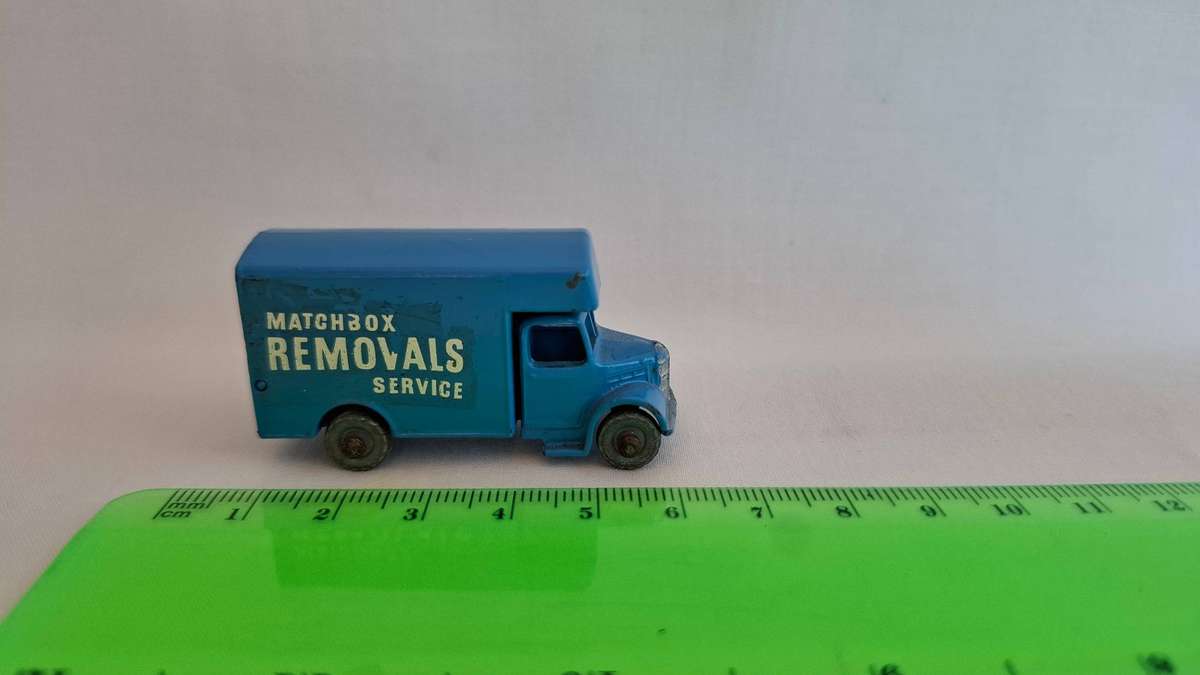 MATCHBOX
REMOVALS
SERVICE
mm
cm 1 2 3 4 5 6 7 8 9 10 11 12